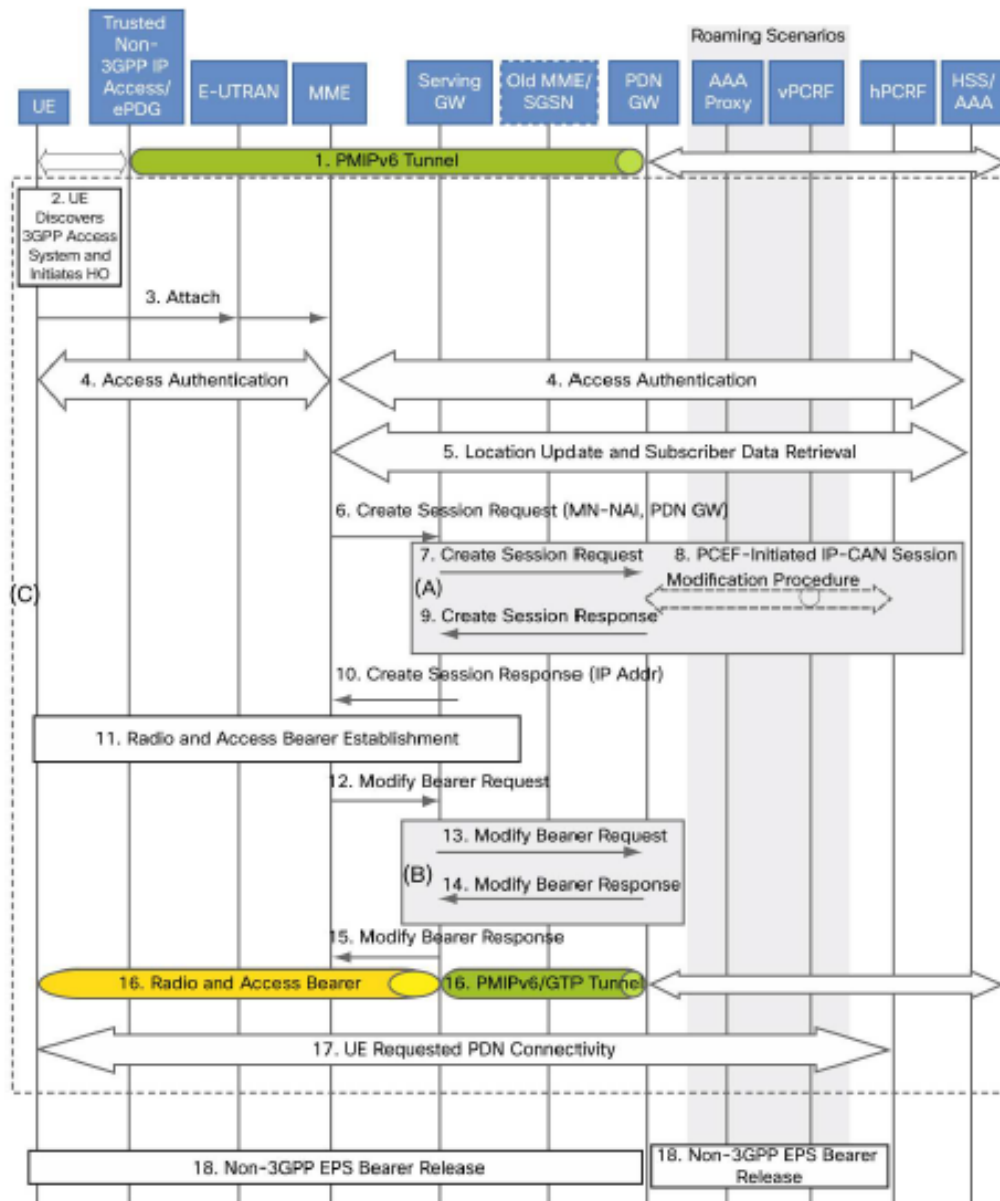 Roaming Scenarios
UE
Trusted
Non-
3GPP IP
Access/
ePDG
E-UTRAN
MME
Serving
GW
Old MME/
SGSN
PDN
GW
AAA
Proxy
vPCRF
hPCRF
HSS/
AAA
1. PMIPv6 Tunnel
2. UE
Discovers
3GPP Access
System and
Initiates HO
3. Attach
4. Access Authentication
4. Access Authentication
5. Location Update and Subscriber Data Retrieval
6. Create Session Request (MN-NAI, PDN GW)
7. Create Session Request
8. PCEF-Initiated IP-CAN Session
Modification Procedure
(A)
(C)
9. Create Session Response
10. Create Session Response (IP Addr)
11. Radio and Access Bearer Establishment
12. Modify Bearer Request
13. Modify Bearer Request
(B)
14. Modify Bearer Response
15. Modify Bearer Response
16. Radio and Access Bearer
16. PMIPv6/GTP Tunnel
17. UE Requested PDN Connectivity
18. Non-3GPP EPS Bearer Release
18. Non-3GPP EPS Bearer
Release